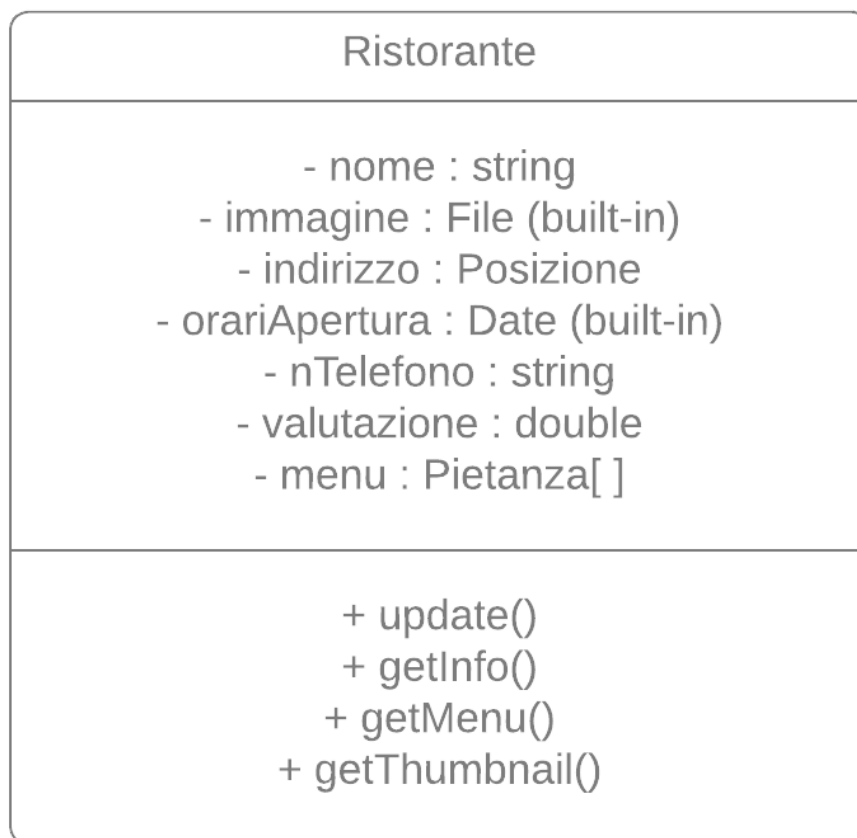 Ristorante
- nome : string
- immagine : File (built-in)
- indirizzo : Posizione
- orariApertura : Date (built-in)
- nTelefono : string
- valutazione : double
- menu : Pietanza[ ]
+ update()
+ getInfo()
+ getMenu()
+ getThumbnail()